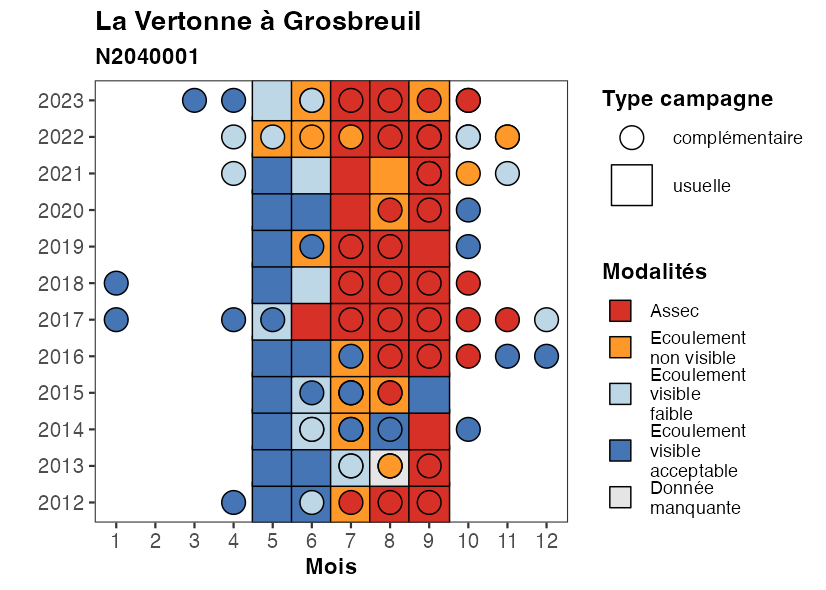 La Vertonne à Grosbreuil
N2040001
2023
2022
2021
2020
2019
2018
2017
2016
2015
2014
2013
2012
1 2 3 4 5 6 7 8 9 10 11 12
Mois
Type campagne
complémentaire
usuelle
Modalités
Assec
Ecoulement
non visible
Ecoulement
visible
faible
Ecoulement
visible
acceptable
Donnée
manquante